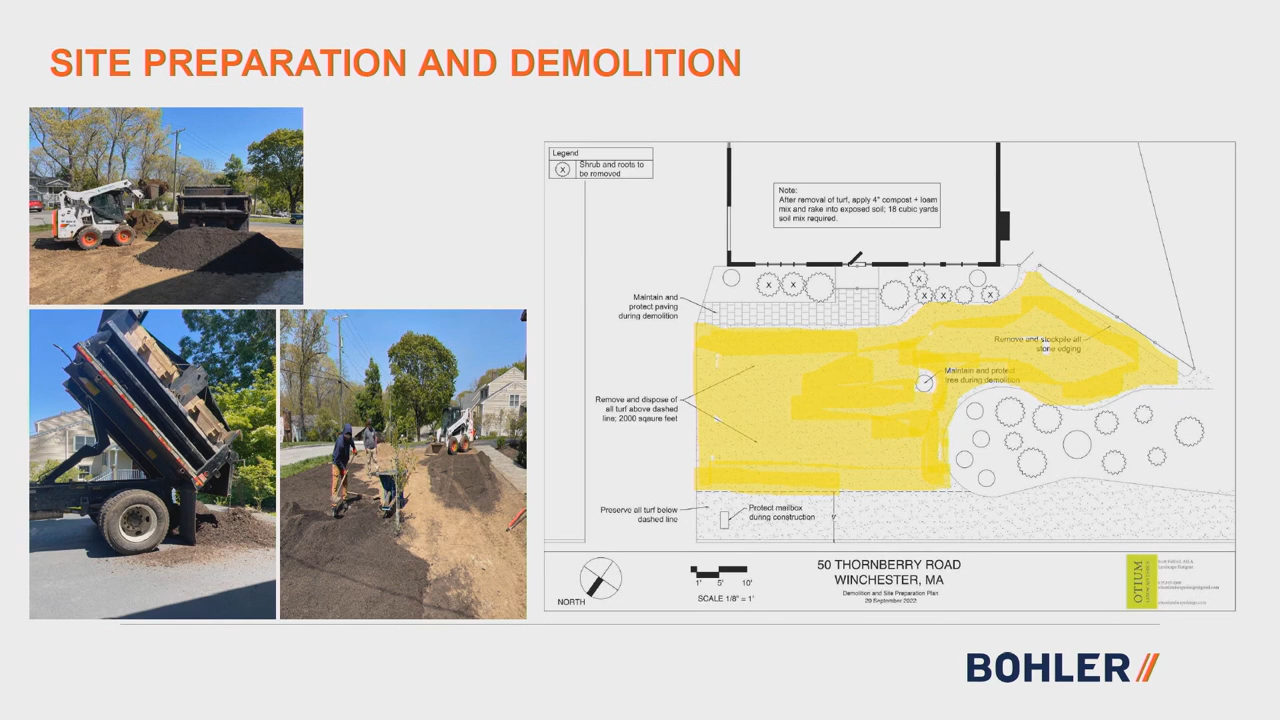 SITE PREPARATION AND DEMOLITION
Legend
X
Shrub and roots to
be removed
Note:
After removal of turf, apply 4" compost + loam
mix and rake into exposed soil; 18 cubic yards
soil mix required.
X
X
X
X
X
X
Maintain and
protect paving
during demolition
Remove and stockpile all
stone edging
Maintain and protect
tree during demolition
Remove and dispose of
all turf above dashed
line; 2000 sqaure feet
Preserve all turf below
dashed line
Protect mailbox
during construction
NORTH
1' 5' 10'
SCALE 1/8" = 1'
50 THORNBERRY ROAD
WINCHESTER, MA
Demolition and Site Preparation Plan
29 September 2022
OTIUM
BOHLER//